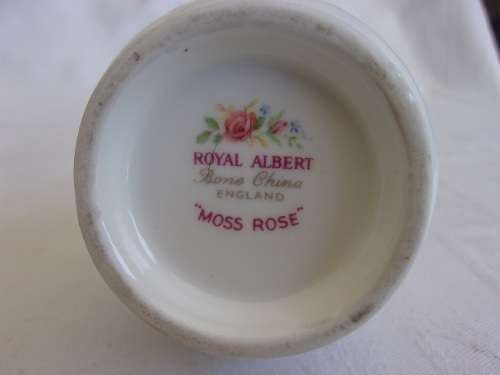 ROYAL ALBERT
Bone China
ENGLAND
"MOSS ROSE"